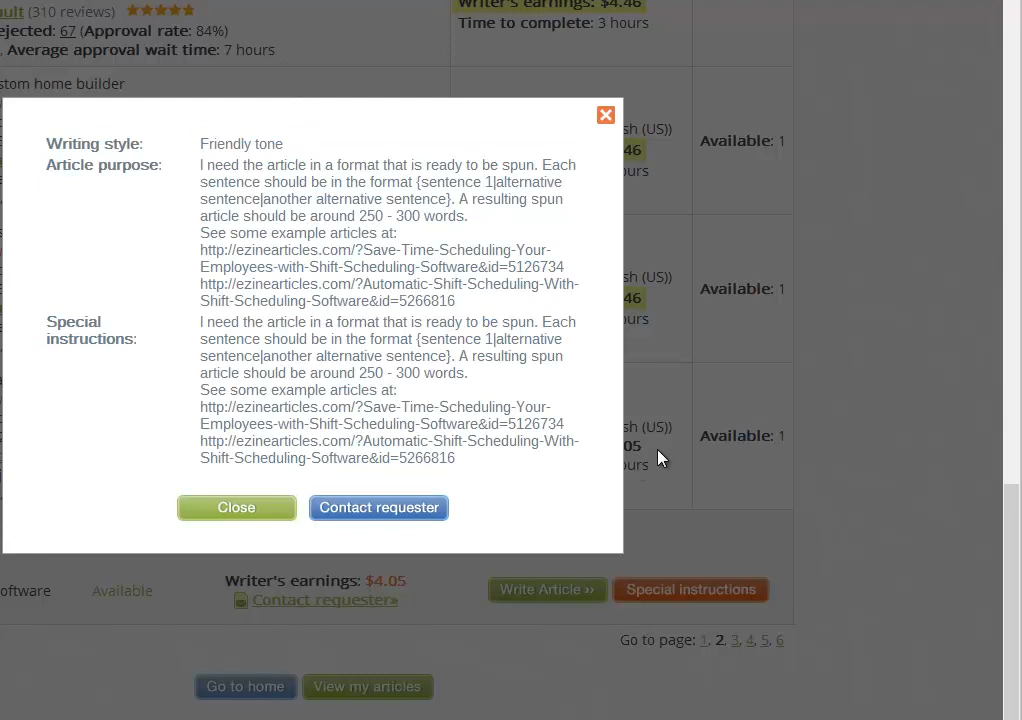 ault (310 reviews)
ejected: 67 (Approval rate: 84%)
, Average approval wait time: 7 hours
Writer's earnings: $4.46
Time to complete: 3 hours
stom home builder
Writing style: Friendly tone
Article purpose: I need the article in a format that is ready to be spun. Each
sentence should be in the format {sentence 1|alternative
sentence|another alternative sentence}. A resulting spun
article should be around 250 - 300 words.
See some example articles at:
http://ezinearticles.com/?Save-Time-Scheduling-Your-
Employees-with-Shift-Scheduling-Software&id=5126734
http://ezinearticles.com/?Automatic-Shift-Scheduling-With-
Shift-Scheduling-Software&id=5266816
Special
instructions:
I need the article in a format that is ready to be spun. Each
sentence should be in the format {sentence 1|alternative
sentence|another alternative sentence}. A resulting spun
article should be around 250 - 300 words.
See some example articles at:
http://ezinearticles.com/?Save-Time-Scheduling-Your-
Employees-with-Shift-Scheduling-Software&id=5126734
http://ezinearticles.com/?Automatic-Shift-Scheduling-With-
Shift-Scheduling-Software&id=5266816
Close
Contact requester
sh (US))
46
ours
Available: 1
sh (US))
46
ours
Available: 1
sh (US))
05
ours
Available: 1
oftware Available
Writer's earnings: $4.05
Contact requester»
Write Article ››
Special instructions
Go to page: 1, 2, 3, 4, 5, 6
Go to home
View my articles